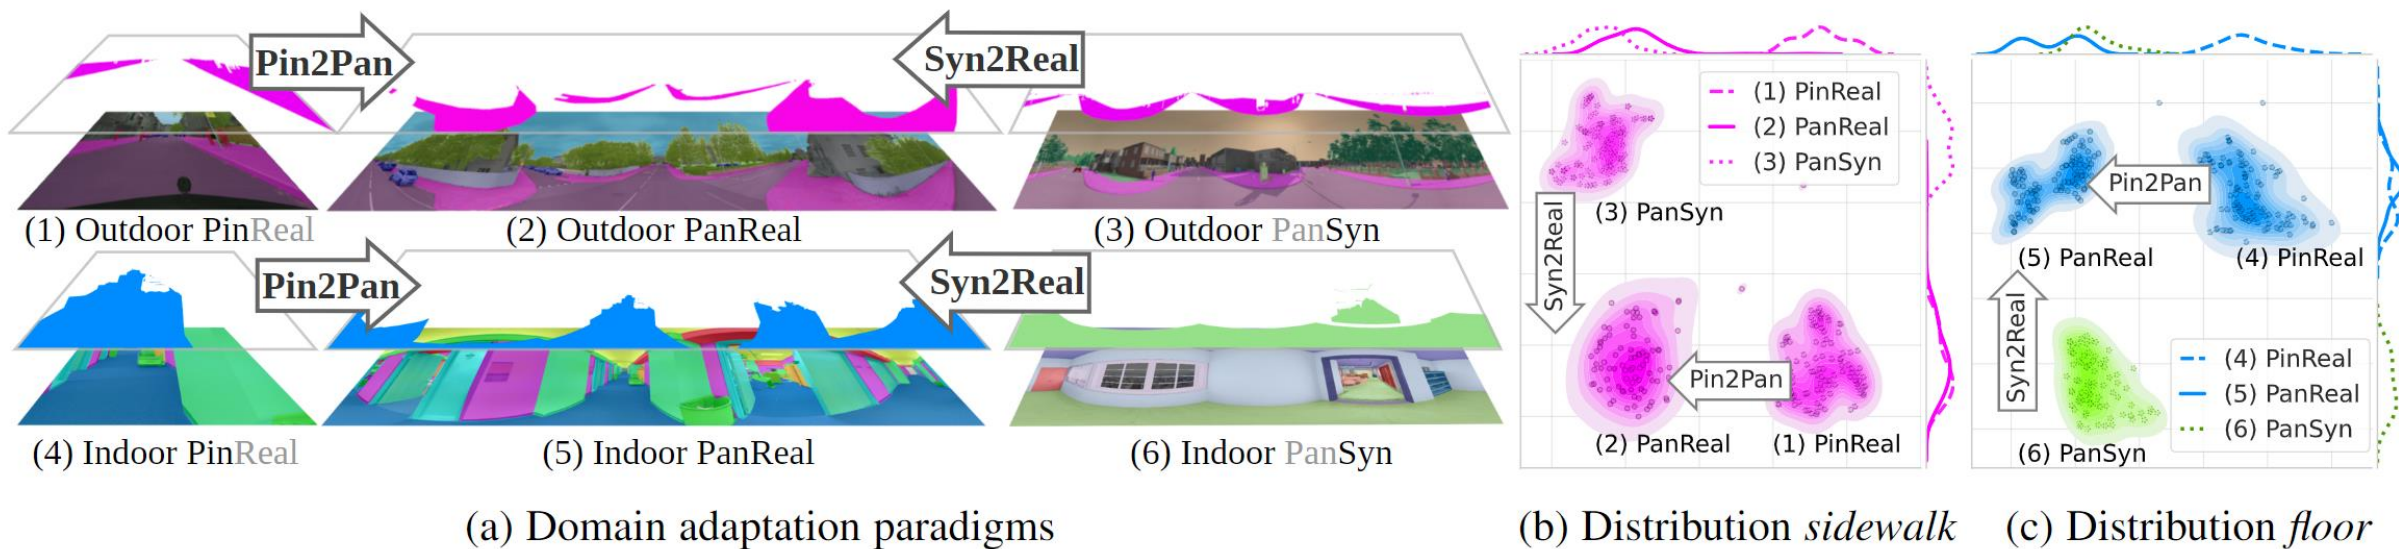 Pin2Pan
Syn2Real
(1) Outdoor PinReal
(2) Outdoor PanReal
(3) Outdoor PanSyn
Pin2Pan
Syn2Real
(4) Indoor PinReal
(5) Indoor PanReal
(6) Indoor PanSyn
(a) Domain adaptation paradigms
(1) PinReal
(2) PanReal
(3) PanSyn
(3) PanSyn
Syn2Real
Pin2Pan
(2) PanReal
(1) PinReal
(b) Distribution sidewalk
Pin2Pan
(5) PanReal
(4) PinReal
Syn2Real
(4) PinReal
(5) PanReal
(6) PanSyn
(6) PanSyn
(c) Distribution floor